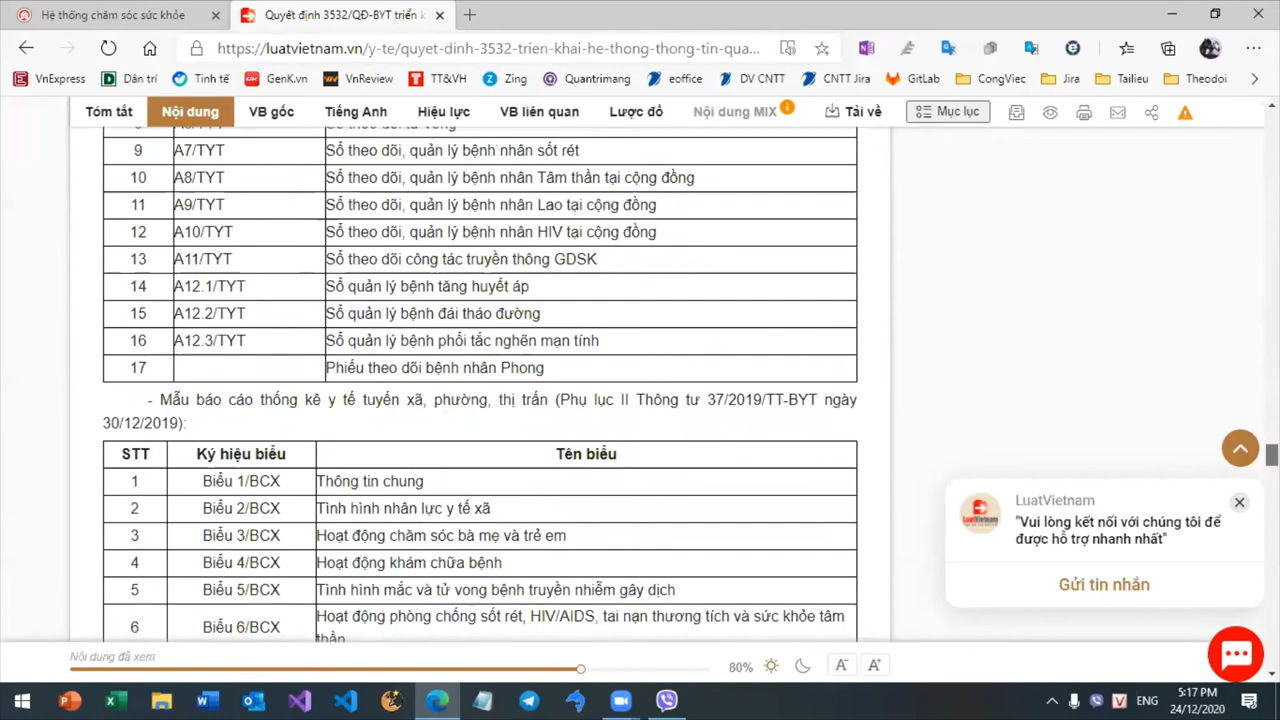 Hệ thống chăm sóc sức khỏe
Quyết định 3532/QĐ-BYT triển k
https://luatvietnam.vn/y-te/quyet-dinh-3532-trien-khai-he-thong-thong-tin-qua...
VnExpress Dân trí Tinh tế GenK.vn VnReview TT&VH Zing Quantrimang eoffice DV CNTT CNTT Jira GitLab CongViec Jira Tailieu Theodoi
Tóm tắt Nội dung VB gốc Tiếng Anh Hiệu lực VB liên quan Lược đồ Nội dung MIX Tải về Mục lục
9 A7/TYT Sổ theo dõi, quản lý bệnh nhân sốt rét
10 A8/TYT Sổ theo dõi, quản lý bệnh nhân Tâm thần tại cộng đồng
11 A9/TYT Sổ theo dõi, quản lý bệnh nhân Lao tại cộng đồng
12 A10/TYT Sổ theo dõi, quản lý bệnh nhân HIV tại cộng đồng
13 A11/TYT Sổ theo dõi công tác truyền thông GDSK
14 A12.1/TYT Sổ quản lý bệnh tăng huyết áp
15 A12.2/TYT Sổ quản lý bệnh đái tháo đường
16 A12.3/TYT Sổ quản lý bệnh phổi tắc nghẽn mạn tính
17 Phiếu theo dõi bệnh nhân Phong
- Mẫu báo cáo thống kê y tế tuyến xã, phường, thị trấn (Phụ lục II Thông tư 37/2019/TT-BYT ngày
30/12/2019):
STT Ký hiệu biểu Tên biểu
1 Biểu 1/BCX Thông tin chung
2 Biểu 2/BCX Tình hình nhân lực y tế xã
3 Biểu 3/BCX Hoạt động chăm sóc bà mẹ và trẻ em
4 Biểu 4/BCX Hoạt động khám chữa bệnh
5 Biểu 5/BCX Tình hình mắc và tử vong bệnh truyền nhiễm gây dịch
6 Biểu 6/BCX Hoạt động phòng chống sốt rét, HIV/AIDS, tai nạn thương tích và sức khỏe tâm
thần
LuatVietnam
"Vui lòng kết nối với chúng tôi để
được hỗ trợ nhanh nhất"
Gửi tin nhắn
Nội dung đã xem
80% A- A+
ENG
5:17 PM
24/12/2020